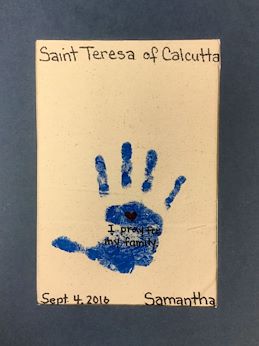 Saint Teresa of Calcutta
I pray for
my family.
Sept. 4, 2016
Samantha